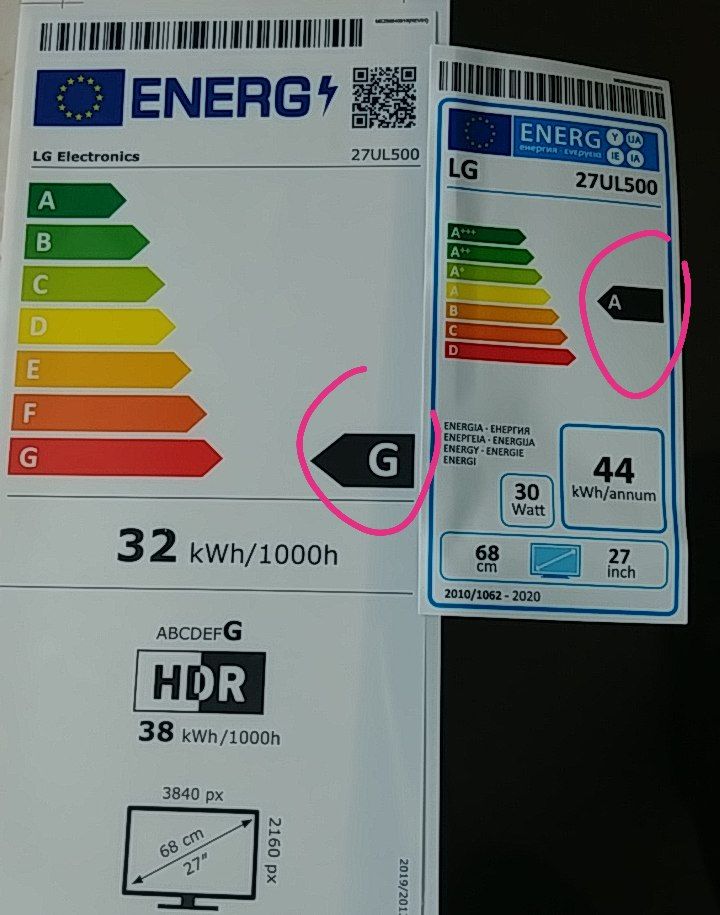 ENERG
LG Electronics 27UL500
A
B
C
D
E
F
G
G
32 kWh/1000h
ABCDEFG
HDR
38 kWh/1000h
3840 px
2160 px
68 cm
27"
ENERG Y UA
енергия · ενεργεια IE IA
LG 27UL500
A+++
A++
A+
A
B
C
D
A
ENERGIA · ЕНЕРГИЯ
ΕΝΕΡΓΕΙΑ · ENERGIJA
ENERGY · ENERGIE
ENERGI
30
Watt
44
kWh/annum
68
cm
27
inch
2010/1062 - 2020